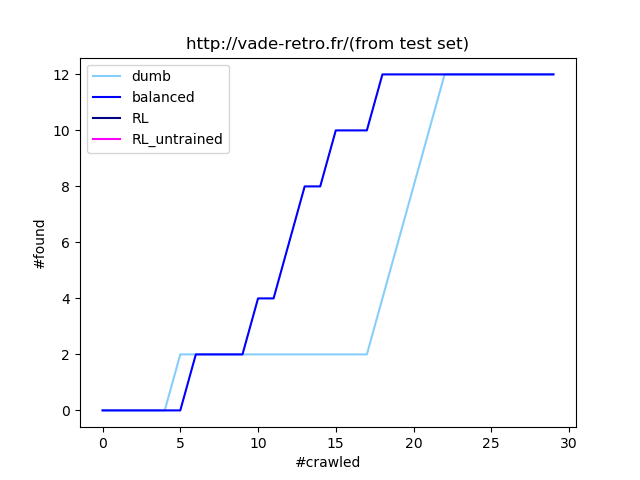 http://vade-retro.fr/(from test set)
dumb
balanced
RL
RL_untrained
12
10
8
6
4
2
0
#found
0 5 10 15 20 25 30
#crawled